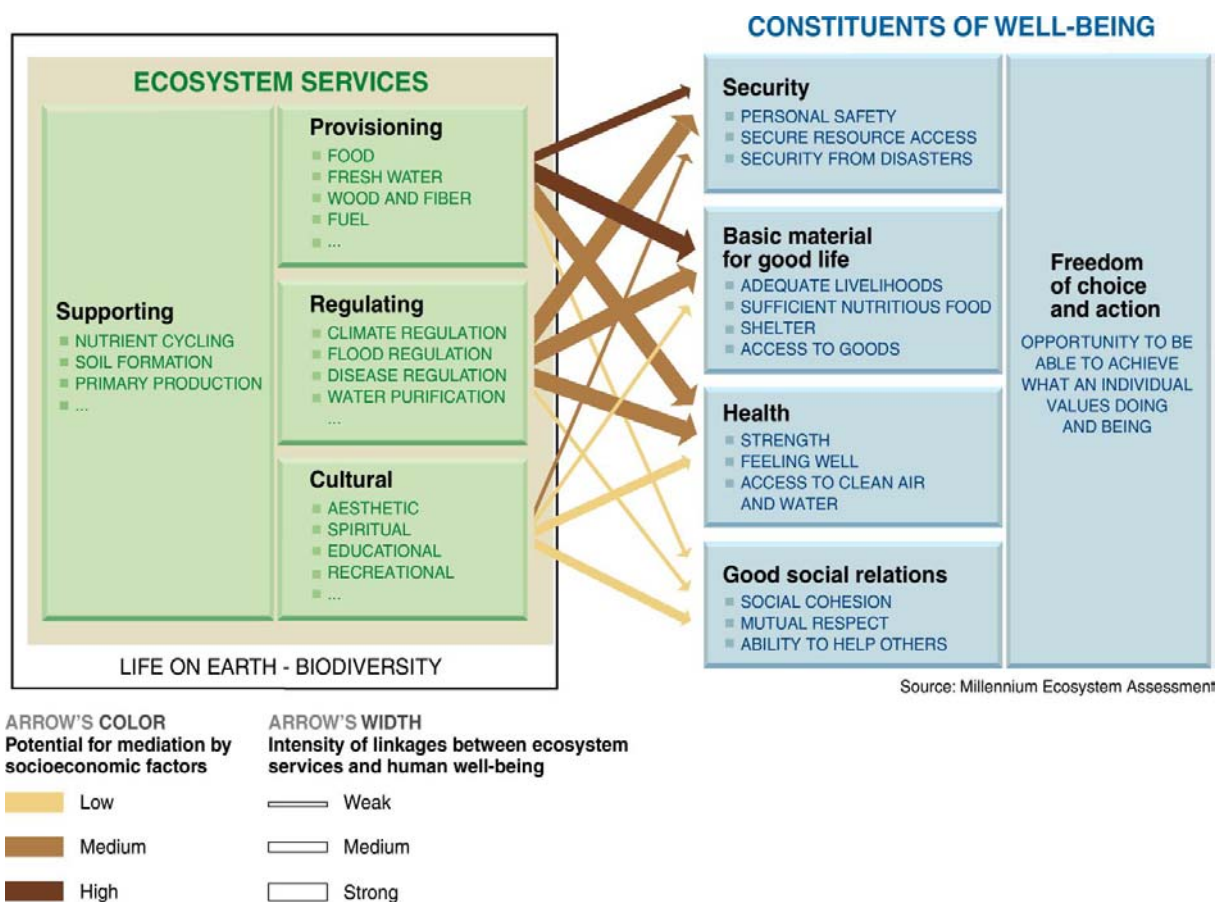 CONSTITUENTS OF WELL-BEING
ECOSYSTEM SERVICES
Supporting
NUTRIENT CYCLING
SOIL FORMATION
PRIMARY PRODUCTION
...
Provisioning
FOOD
FRESH WATER
WOOD AND FIBER
FUEL
...
Regulating
CLIMATE REGULATION
FLOOD REGULATION
DISEASE REGULATION
WATER PURIFICATION
...
Cultural
AESTHETIC
SPIRITUAL
EDUCATIONAL
RECREATIONAL
...
LIFE ON EARTH - BIODIVERSITY
Security
PERSONAL SAFETY
SECURE RESOURCE ACCESS
SECURITY FROM DISASTERS
Basic material
for good life
ADEQUATE LIVELIHOODS
SUFFICIENT NUTRITIOUS FOOD
SHELTER
ACCESS TO GOODS
Health
STRENGTH
FEELING WELL
ACCESS TO CLEAN AIR
AND WATER
Good social relations
SOCIAL COHESION
MUTUAL RESPECT
ABILITY TO HELP OTHERS
Freedom
of choice
and action
OPPORTUNITY TO BE
ABLE TO ACHIEVE
WHAT AN INDIVIDUAL
VALUES DOING
AND BEING
Source: Millennium Ecosystem Assessment
ARROW'S COLOR
Potential for mediation by
socioeconomic factors
Low
Medium
High
ARROW'S WIDTH
Intensity of linkages between ecosystem
services and human well-being
Weak
Medium
Strong